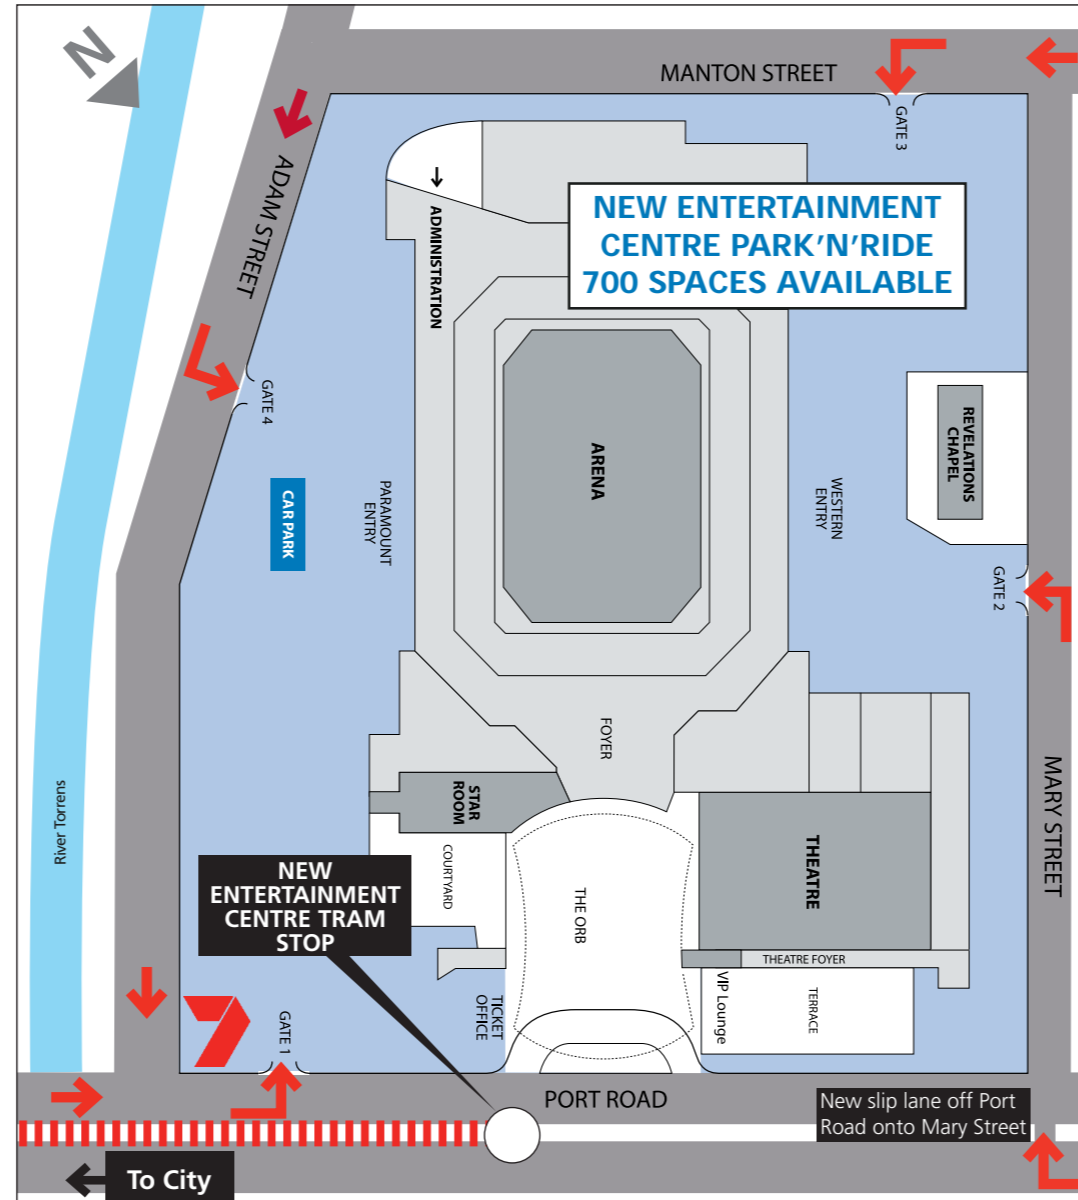 N
MANTON STREET
GATE 3
ADAM STREET
ADMINISTRATION
NEW ENTERTAINMENT
CENTRE PARK'N'RIDE
700 SPACES AVAILABLE
GATE 4
CAR PARK
PARAMOUNT
ENTRY
ARENA
WESTERN
ENTRY
REVELATIONS
CHAPEL
GATE 2
FOYER
MARY STREET
River Torrens
STAR
ROOM
COURTYARD
THE ORB
THEATRE
NEW
ENTERTAINMENT
CENTRE TRAM
STOP
THEATRE FOYER
VIP Lounge
TERRACE
TICKET
OFFICE
GATE 1
7
PORT ROAD
New slip lane off Port
Road onto Mary Street
To City